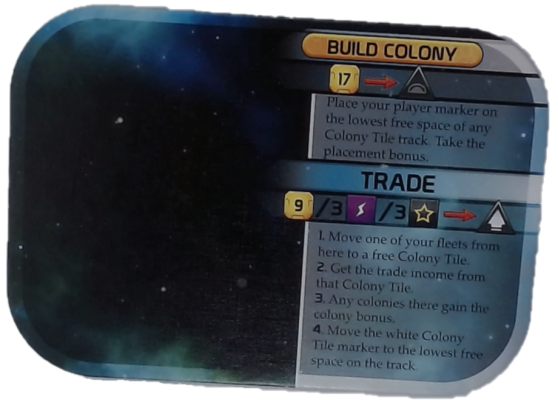 BUILD COLONY
17
Place your player marker on
the lowest free space of any
Colony Tile track. Take the
placement bonus.
TRADE
9 /3 /3
1. Move one of your fleets from
here to a free Colony Tile.
2. Get the trade income from
that Colony Tile.
3. Any colonies there gain the
colony bonus.
4. Move the white Colony
Tile marker to the lowest free
space on the track.